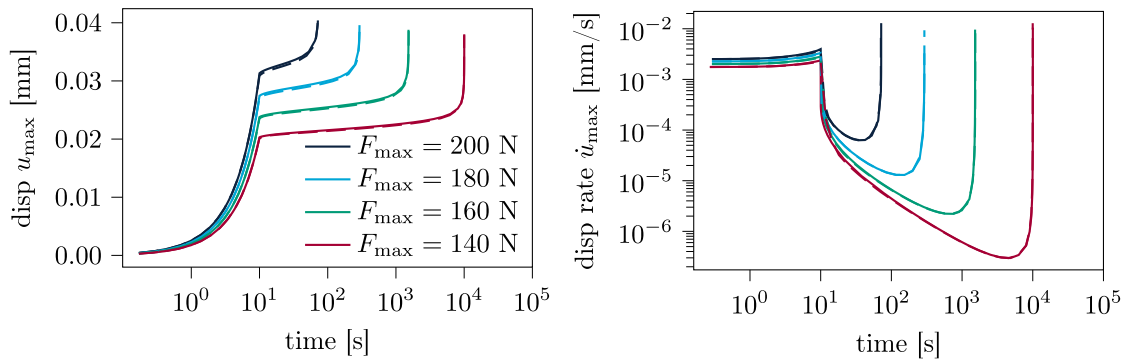 0.04
0.03
0.02
0.01
0.00
disp u_max [mm]
F_max = 200 N
F_max = 180 N
F_max = 160 N
F_max = 140 N
10^0 10^1 10^2 10^3 10^4 10^5
time [s]
10^−2
10^−3
10^−4
10^−5
10^−6
disp rate u̇_max [mm/s]
10^0 10^1 10^2 10^3 10^4 10^5
time [s]